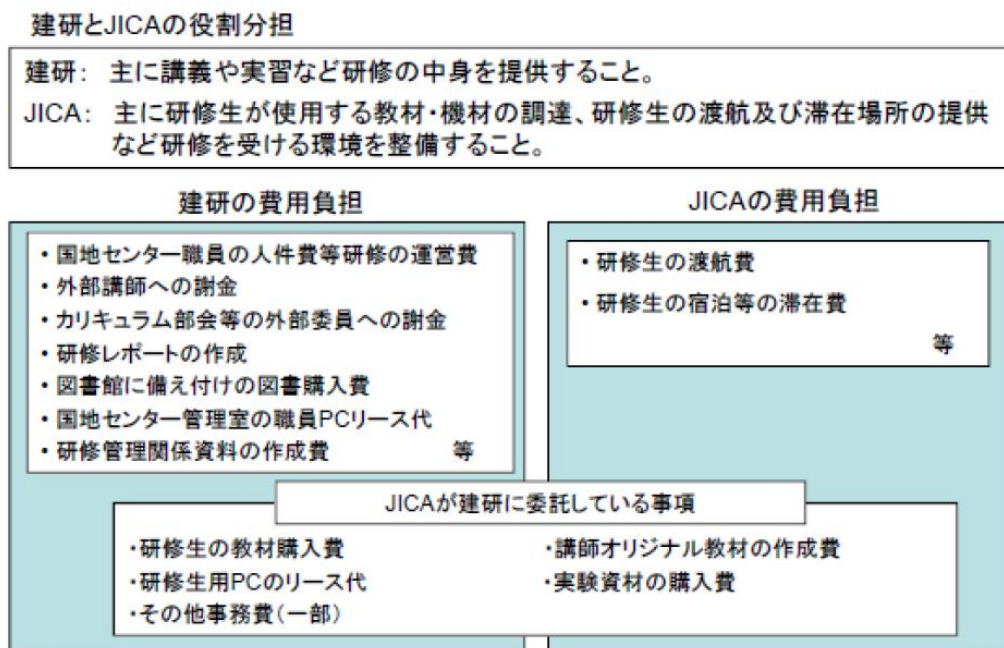 建研とJICAの役割分担
建研： 主に講義や実習など研修の中身を提供すること。
JICA： 主に研修生が使用する教材・機材の調達、研修生の渡航及び滞在場所の提供
など研修を受ける環境を整備すること。
建研の費用負担
・国地センター職員の人件費等研修の運営費
・外部講師への謝金
・カリキュラム部会等の外部委員への謝金
・研修レポートの作成
・図書館に備え付けの図書購入費
・国地センター管理室の職員PCリース代
・研修管理関係資料の作成費 等
JICAの費用負担
・研修生の渡航費
・研修生の宿泊等の滞在費
等
JICAが建研に委託している事項
・研修生の教材購入費
・研修生用PCのリース代
・その他事務費（一部）
・講師オリジナル教材の作成費
・実験資材の購入費